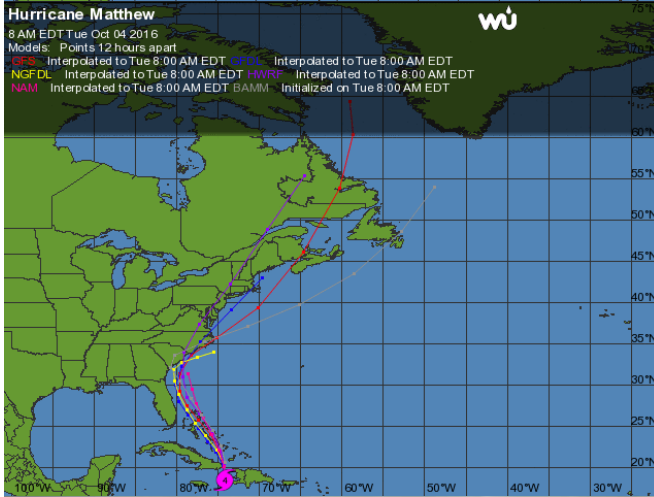 Hurricane Matthew
wu
8 AM EDT Tue Oct 04 2016
Models: Points 12 hours apart
GFS Interpolated to Tue 8:00 AM EDT GFDL Interpolated to Tue 8:00 AM EDT
NGFDL Interpolated to Tue 8:00 AM EDT HWRF Interpolated to Tue 8:00 AM EDT
NAM Interpolated to Tue 8:00 AM EDT BAMM Initialized on Tue 8:00 AM EDT
75°N
70°N
65°N
60°N
55°N
50°N
45°N
40°N
35°N
30°N
25°N
20°N
4
100°W 90°W 80°W 70°W 60°W 50°W 40°W 30°W